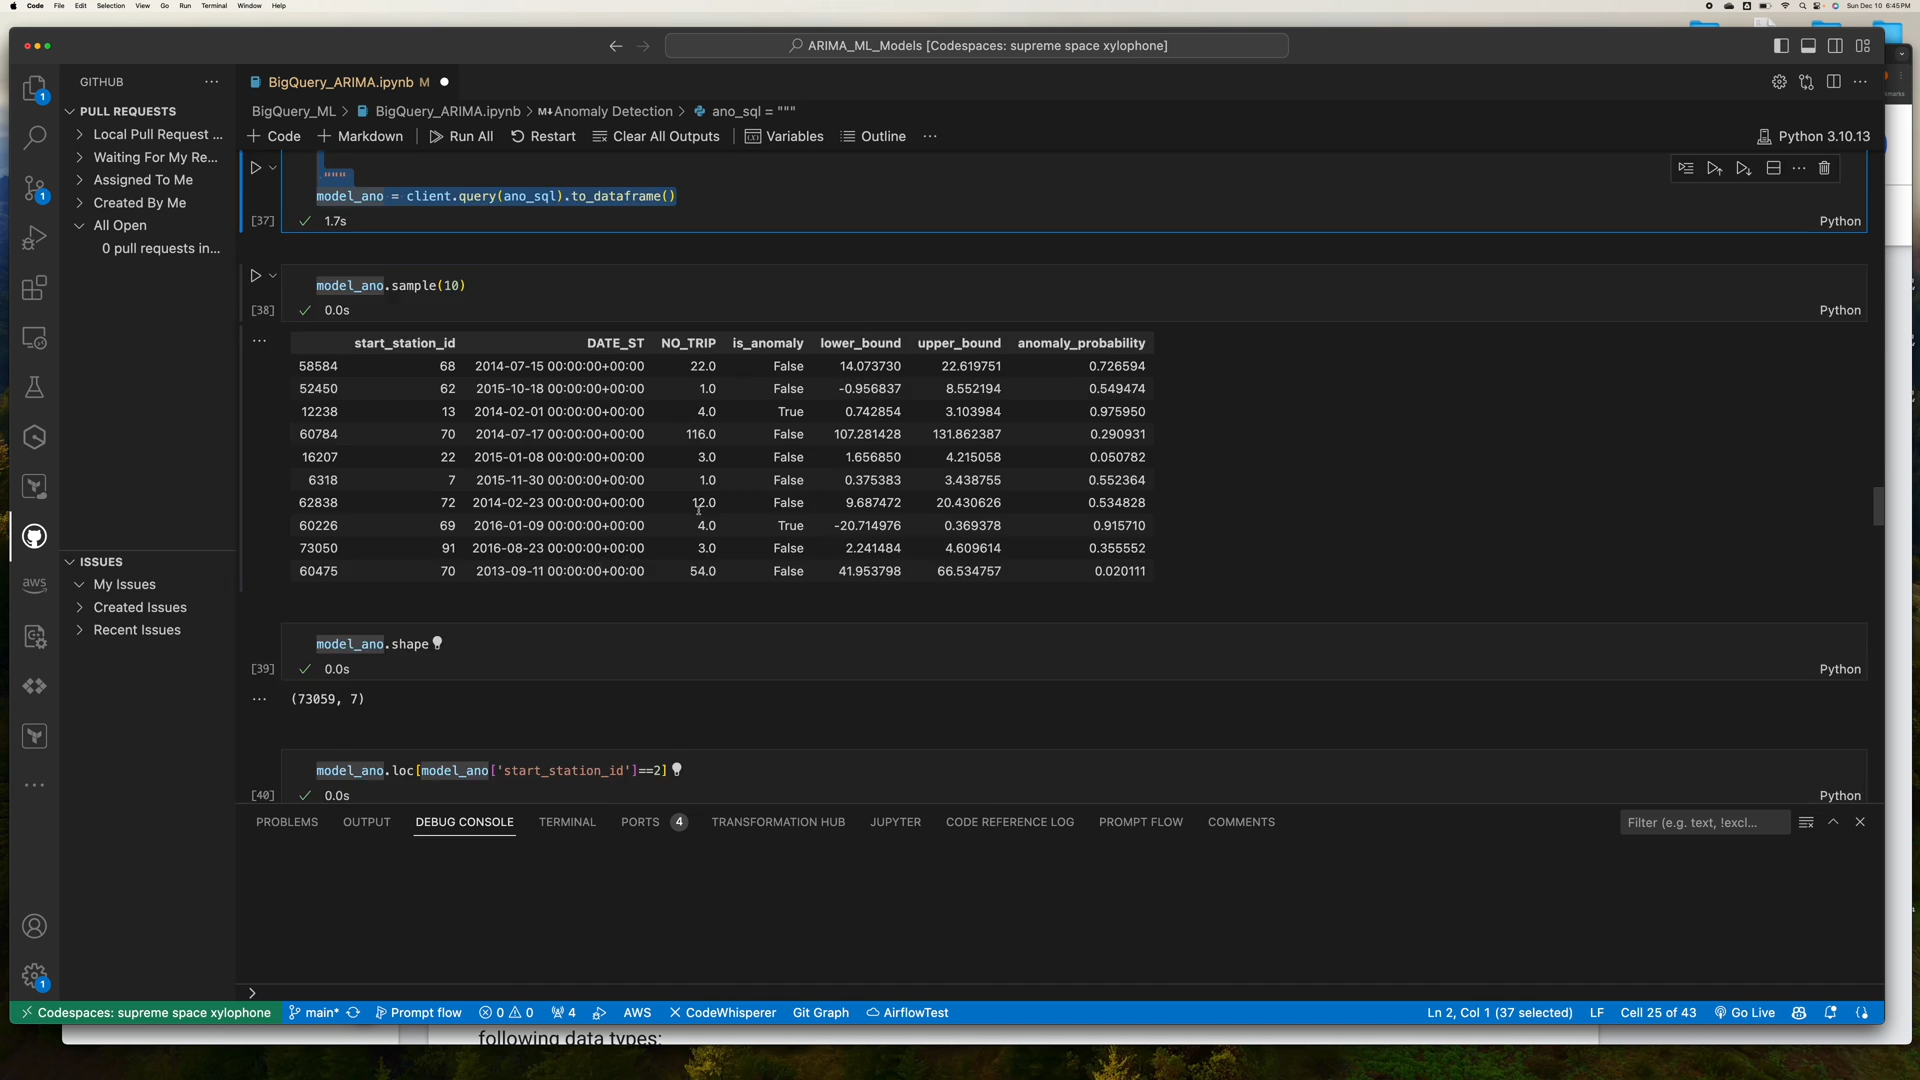 Code File Edit Selection View Go Run Terminal Window Help
Sun Dec 10 6:45 PM
ARIMA_ML_Models [Codespaces: supreme space xylophone]
GITHUB
PULL REQUESTS
Local Pull Request ...
Waiting For My Re...
Assigned To Me
Created By Me
All Open
0 pull requests in...
ISSUES
My Issues
Created Issues
Recent Issues
aws
BigQuery_ARIMA.ipynb M
BigQuery_ML > BigQuery_ARIMA.ipynb > M↓Anomaly Detection > ano_sql = """
+ Code + Markdown Run All Restart Clear All Outputs Variables Outline ... Python 3.10.13
"""
model_ano = client.query(ano_sql).to_dataframe()
[37] 1.7s Python
model_ano.sample(10)
[38] 0.0s Python
start_station_id DATE_ST NO_TRIP is_anomaly lower_bound upper_bound anomaly_probability
58584 68 2014-07-15 00:00:00+00:00 22.0 False 14.073730 22.619751 0.726594
52450 62 2015-10-18 00:00:00+00:00 1.0 False -0.956837 8.552194 0.549474
12238 13 2014-02-01 00:00:00+00:00 4.0 True 0.742854 3.103984 0.975950
60784 70 2014-07-17 00:00:00+00:00 116.0 False 107.281428 131.862387 0.290931
16207 22 2015-01-08 00:00:00+00:00 3.0 False 1.656850 4.215058 0.050782
6318 7 2015-11-30 00:00:00+00:00 1.0 False 0.375383 3.438755 0.552364
62838 72 2014-02-23 00:00:00+00:00 12.0 False 9.687472 20.430626 0.534828
60226 69 2016-01-09 00:00:00+00:00 4.0 True -20.714976 0.369378 0.915710
73050 91 2016-08-23 00:00:00+00:00 3.0 False 2.241484 4.609614 0.355552
60475 70 2013-09-11 00:00:00+00:00 54.0 False 41.953798 66.534757 0.020111
model_ano.shape
[39] 0.0s Python
(73059, 7)
model_ano.loc[model_ano['start_station_id']==2]
[40] 0.0s Python
PROBLEMS OUTPUT DEBUG CONSOLE TERMINAL PORTS 4 TRANSFORMATION HUB JUPYTER CODE REFERENCE LOG PROMPT FLOW COMMENTS
Filter (e.g. text, !excl...
>
Codespaces: supreme space xylophone main* Prompt flow 0 0 4 AWS CodeWhisperer Git Graph AirflowTest Ln 2, Col 1 (37 selected) LF Cell 25 of 43 Go Live
following data types: